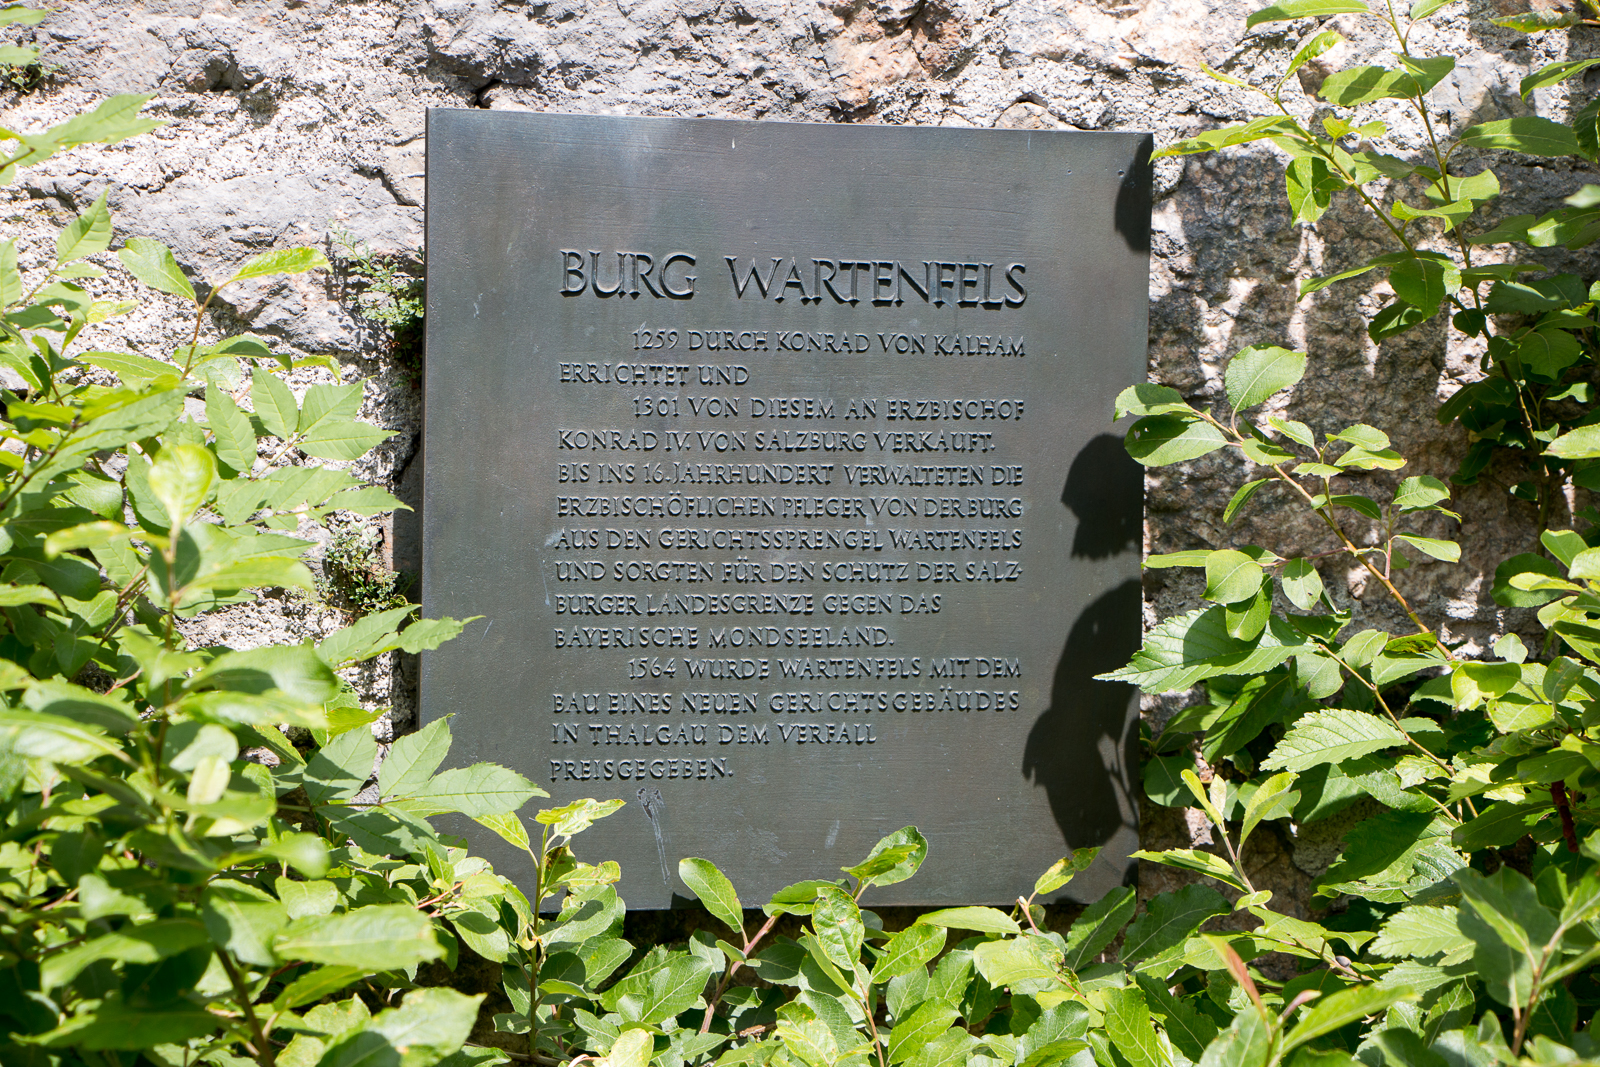 BURG WARTENFELS
1259 DURCH KONRAD VON KALHAM
ERRICHTET UND
1301 VON DIESEM AN ERZBISCHOF
KONRAD IV. VON SALZBURG VERKAUFT.
BIS INS 16. JAHRHUNDERT VERWALTETEN DIE
ERZBISCHÖFLICHEN PFLEGER VON DER BURG
AUS DEN GERICHTSSPRENGEL WARTENFELS
UND SORGTEN FÜR DEN SCHUTZ DER SALZ-
BURGER LANDESGRENZE GEGEN DAS
BAYERISCHE MONDSEELAND.
1564 WURDE WARTENFELS MIT DEM
BAU EINES NEUEN GERICHTSGEBÄUDES
IN THALGAU DEM VERFALL
PREISGEGEBEN.